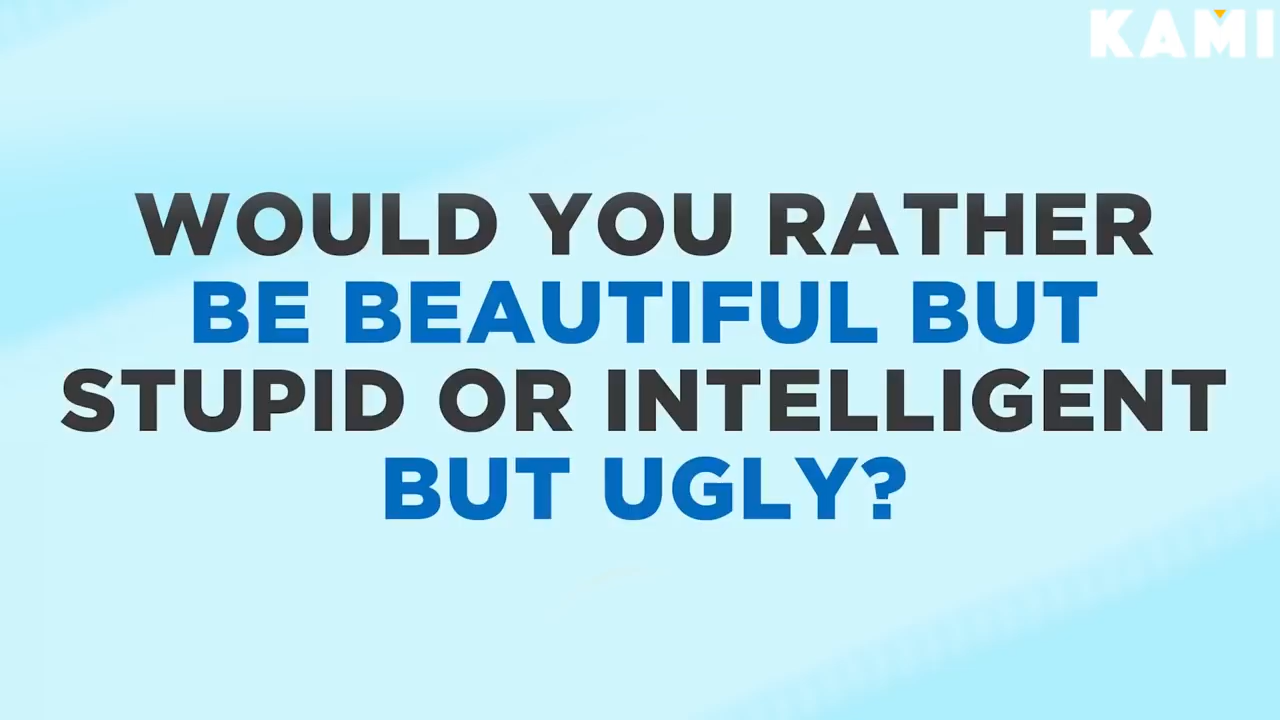 KAMI
WOULD YOU RATHER
BE BEAUTIFUL BUT
STUPID OR INTELLIGENT
BUT UGLY?